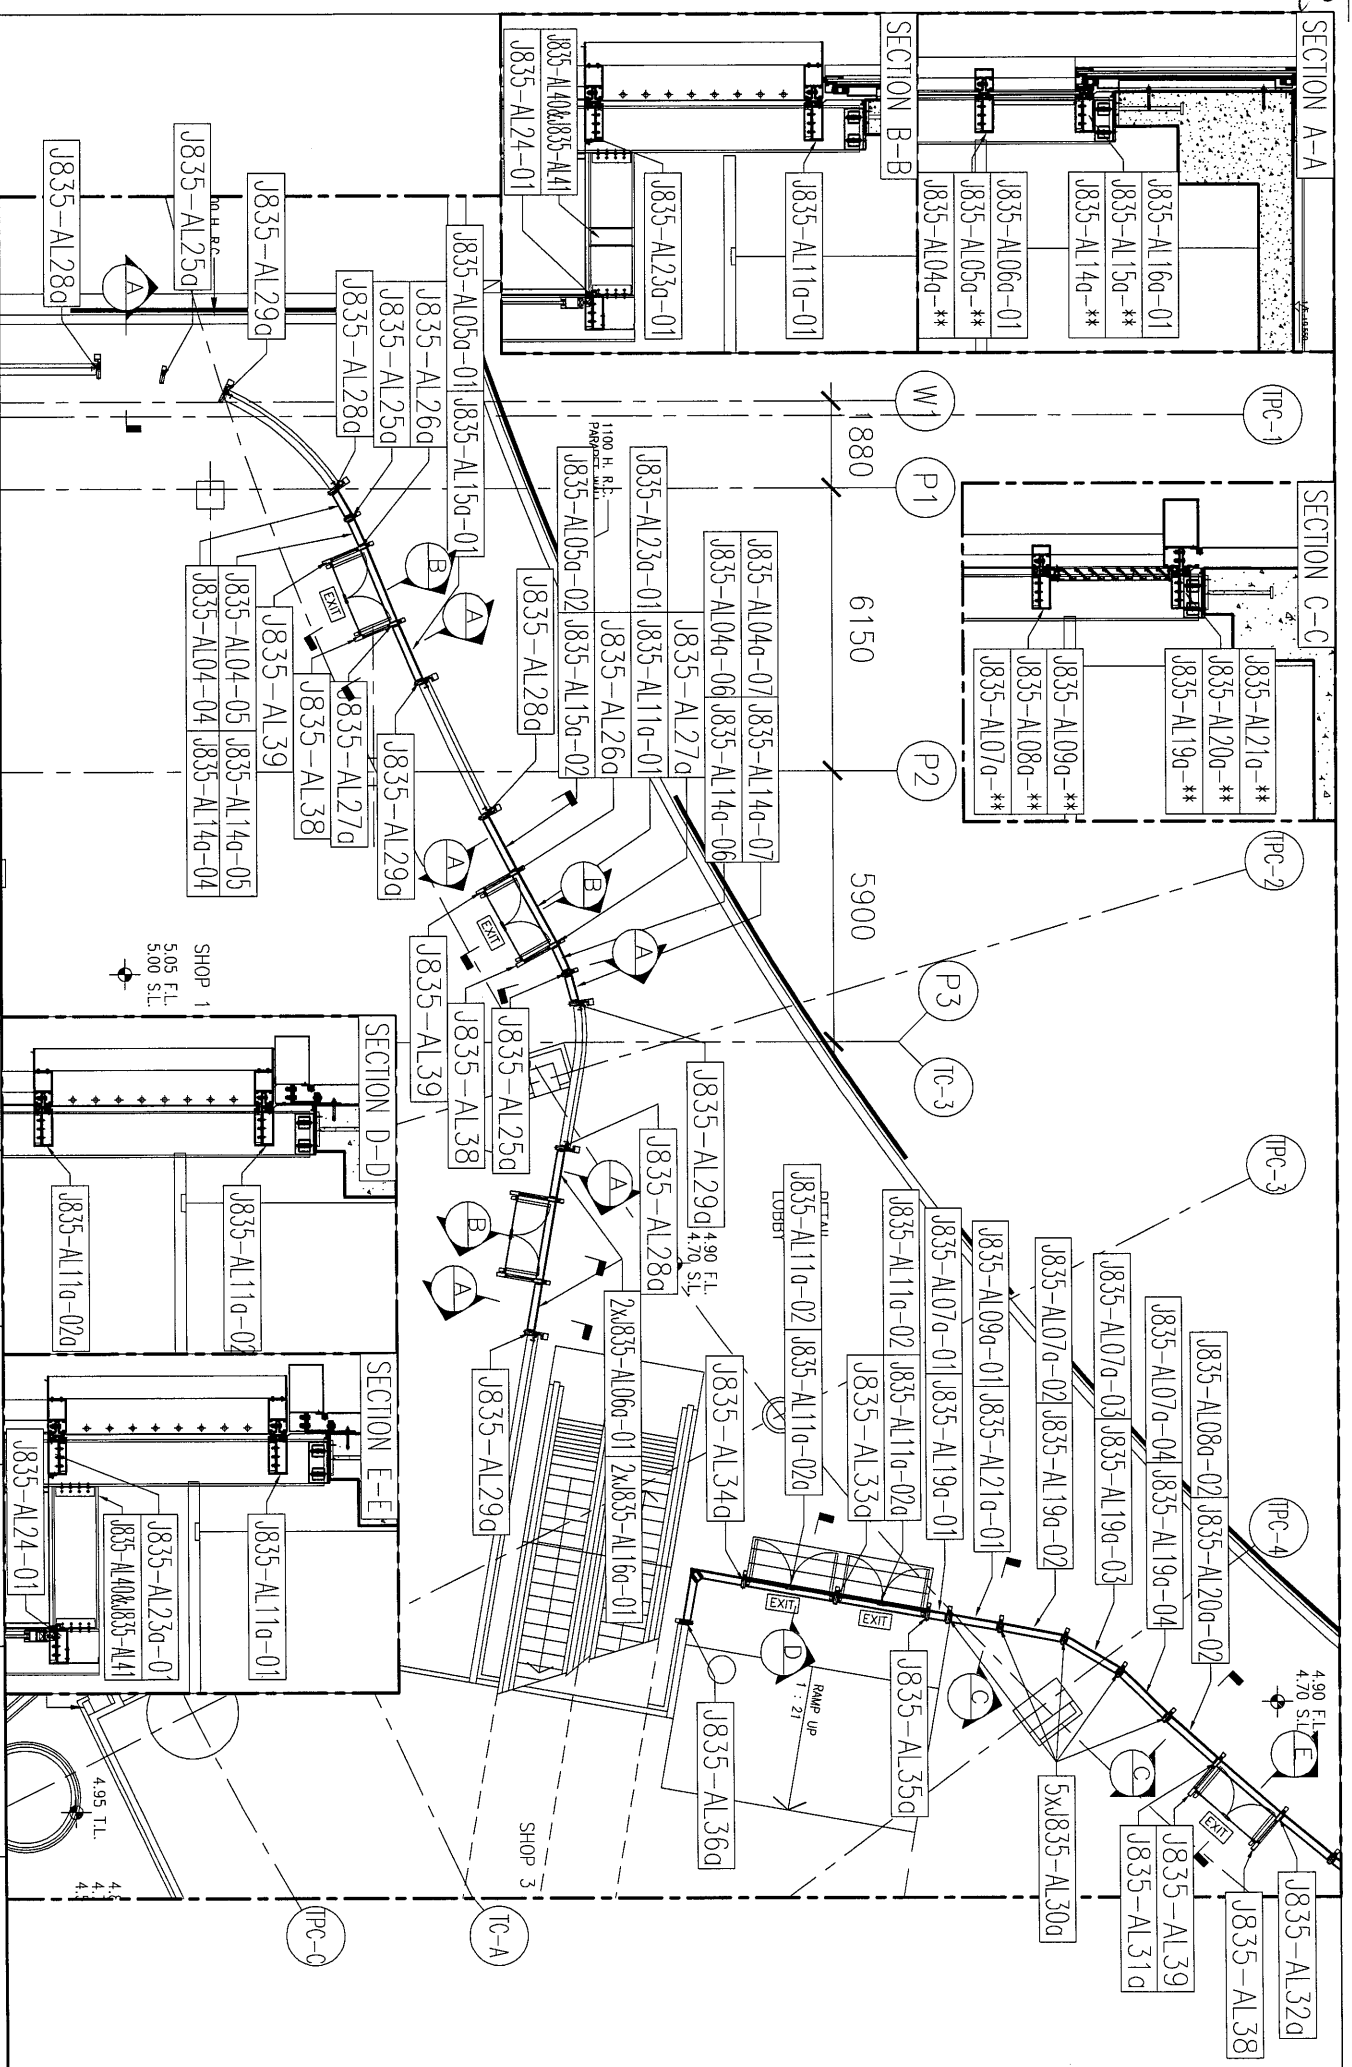 SECTION A-A
J835-AL16a-01
J835-AL15a-**
J835-AL14a-**
J835-AL06a-01
J835-AL05a-**
J835-AL04a-**
SECTION B-B
J835-AL11a-01
J835-AL23a-01
J835-AL40&J835-AL41
J835-AL24-01
SECTION C-C
J835-AL21a-**
J835-AL20a-**
J835-AL19a-**
J835-AL09a-**
J835-AL08a-**
J835-AL07a-**
TPC-1
TPC-2
TPC-3
TPC-4
W1
P1
P2
P3
TC-3
1880
6150
5900
J835-AL05a-01 J835-AL15a-01
J835-AL26a
J835-AL25a
J835-AL28a
J835-AL29a
J835-AL25a
J835-AL28a
A
1100 H. R.C.
J835-AL04a-07 J835-AL14a-07
J835-AL04a-06 J835-AL14a-06
J835-AL27a
J835-AL23a-01 J835-AL11a-01
J835-AL26a
J835-AL05a-02 J835-AL15a-02
J835-AL28a
B
A
EXIT
J835-AL29a
J835-AL27a
J835-AL38
J835-AL39
J835-AL04-05 J835-AL14a-05
J835-AL04-04 J835-AL14a-04
A
B
A
EXIT
J835-AL25a
J835-AL38
J835-AL39
SHOP 1
5.05 F.L.
5.00 S.L.
J835-AL29a
J835-AL28a
4.90 F.L.
4.70 S.L.
A
B
A
2xJ835-AL06a-01 2xJ835-AL16a-01
J835-AL29a
J835-AL08a-02 J835-AL20a-02
J835-AL07a-04 J835-AL19a-04
J835-AL07a-03 J835-AL19a-03
J835-AL07a-02 J835-AL19a-02
J835-AL09a-01 J835-AL21a-01
J835-AL07a-01 J835-AL19a-01
J835-AL11a-02 J835-AL11a-02a
J835-AL33a
LOBBY
J835-AL11a-02 J835-AL11a-02a
J835-AL34a
EXIT
EXIT
D
RAMP UP
1 : 21
C
C
E
4.90 F.L.
4.70 S.L.
EXIT
J835-AL32a
J835-AL38
J835-AL39
J835-AL31a
5xJ835-AL30a
J835-AL35a
J835-AL36a
SHOP 3
TC-A
TPC-C
4.95 T.L.
SECTION D-D
J835-AL11a-02
J835-AL11a-02a
SECTION E-E
J835-AL11a-01
J835-AL23a-01
J835-AL40&J835-AL41
J835-AL24-01